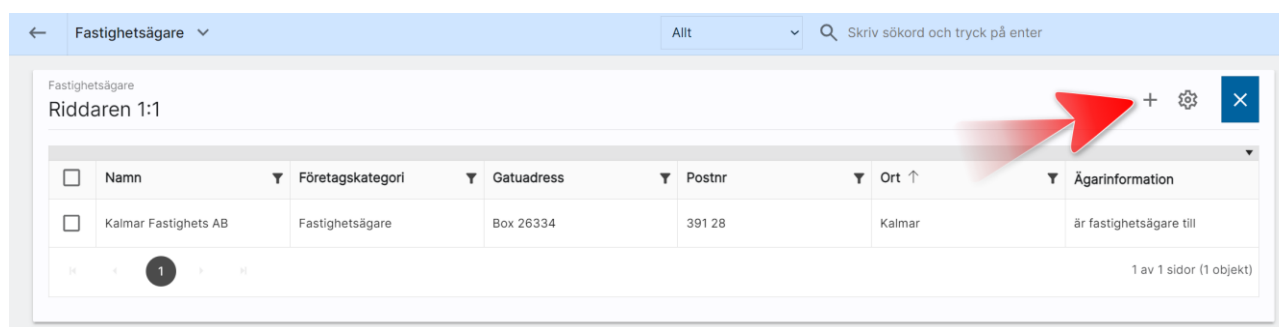 Fastighetsägare Allt Skriv sökord och tryck på enter
Fastighetsägare
Riddaren 1:1
Namn Företagskategori Gatuadress Postnr Ort Ägarinformation
Kalmar Fastighets AB Fastighetsägare Box 26334 391 28 Kalmar är fastighetsägare till
1 1 av 1 sidor (1 objekt)